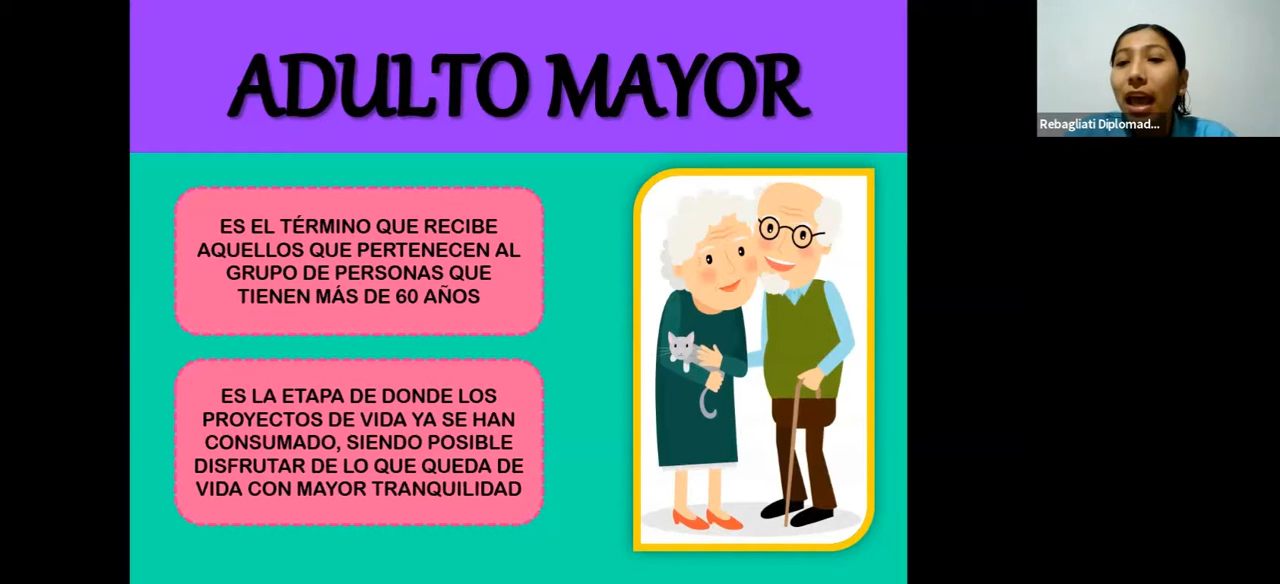 ADULTO MAYOR
ES EL TÉRMINO QUE RECIBE
AQUELLOS QUE PERTENECEN AL
GRUPO DE PERSONAS QUE
TIENEN MÁS DE 60 AÑOS
ES LA ETAPA DE DONDE LOS
PROYECTOS DE VIDA YA SE HAN
CONSUMADO, SIENDO POSIBLE
DISFRUTAR DE LO QUE QUEDA DE
VIDA CON MAYOR TRANQUILIDAD
Rebagliati Diplomad...